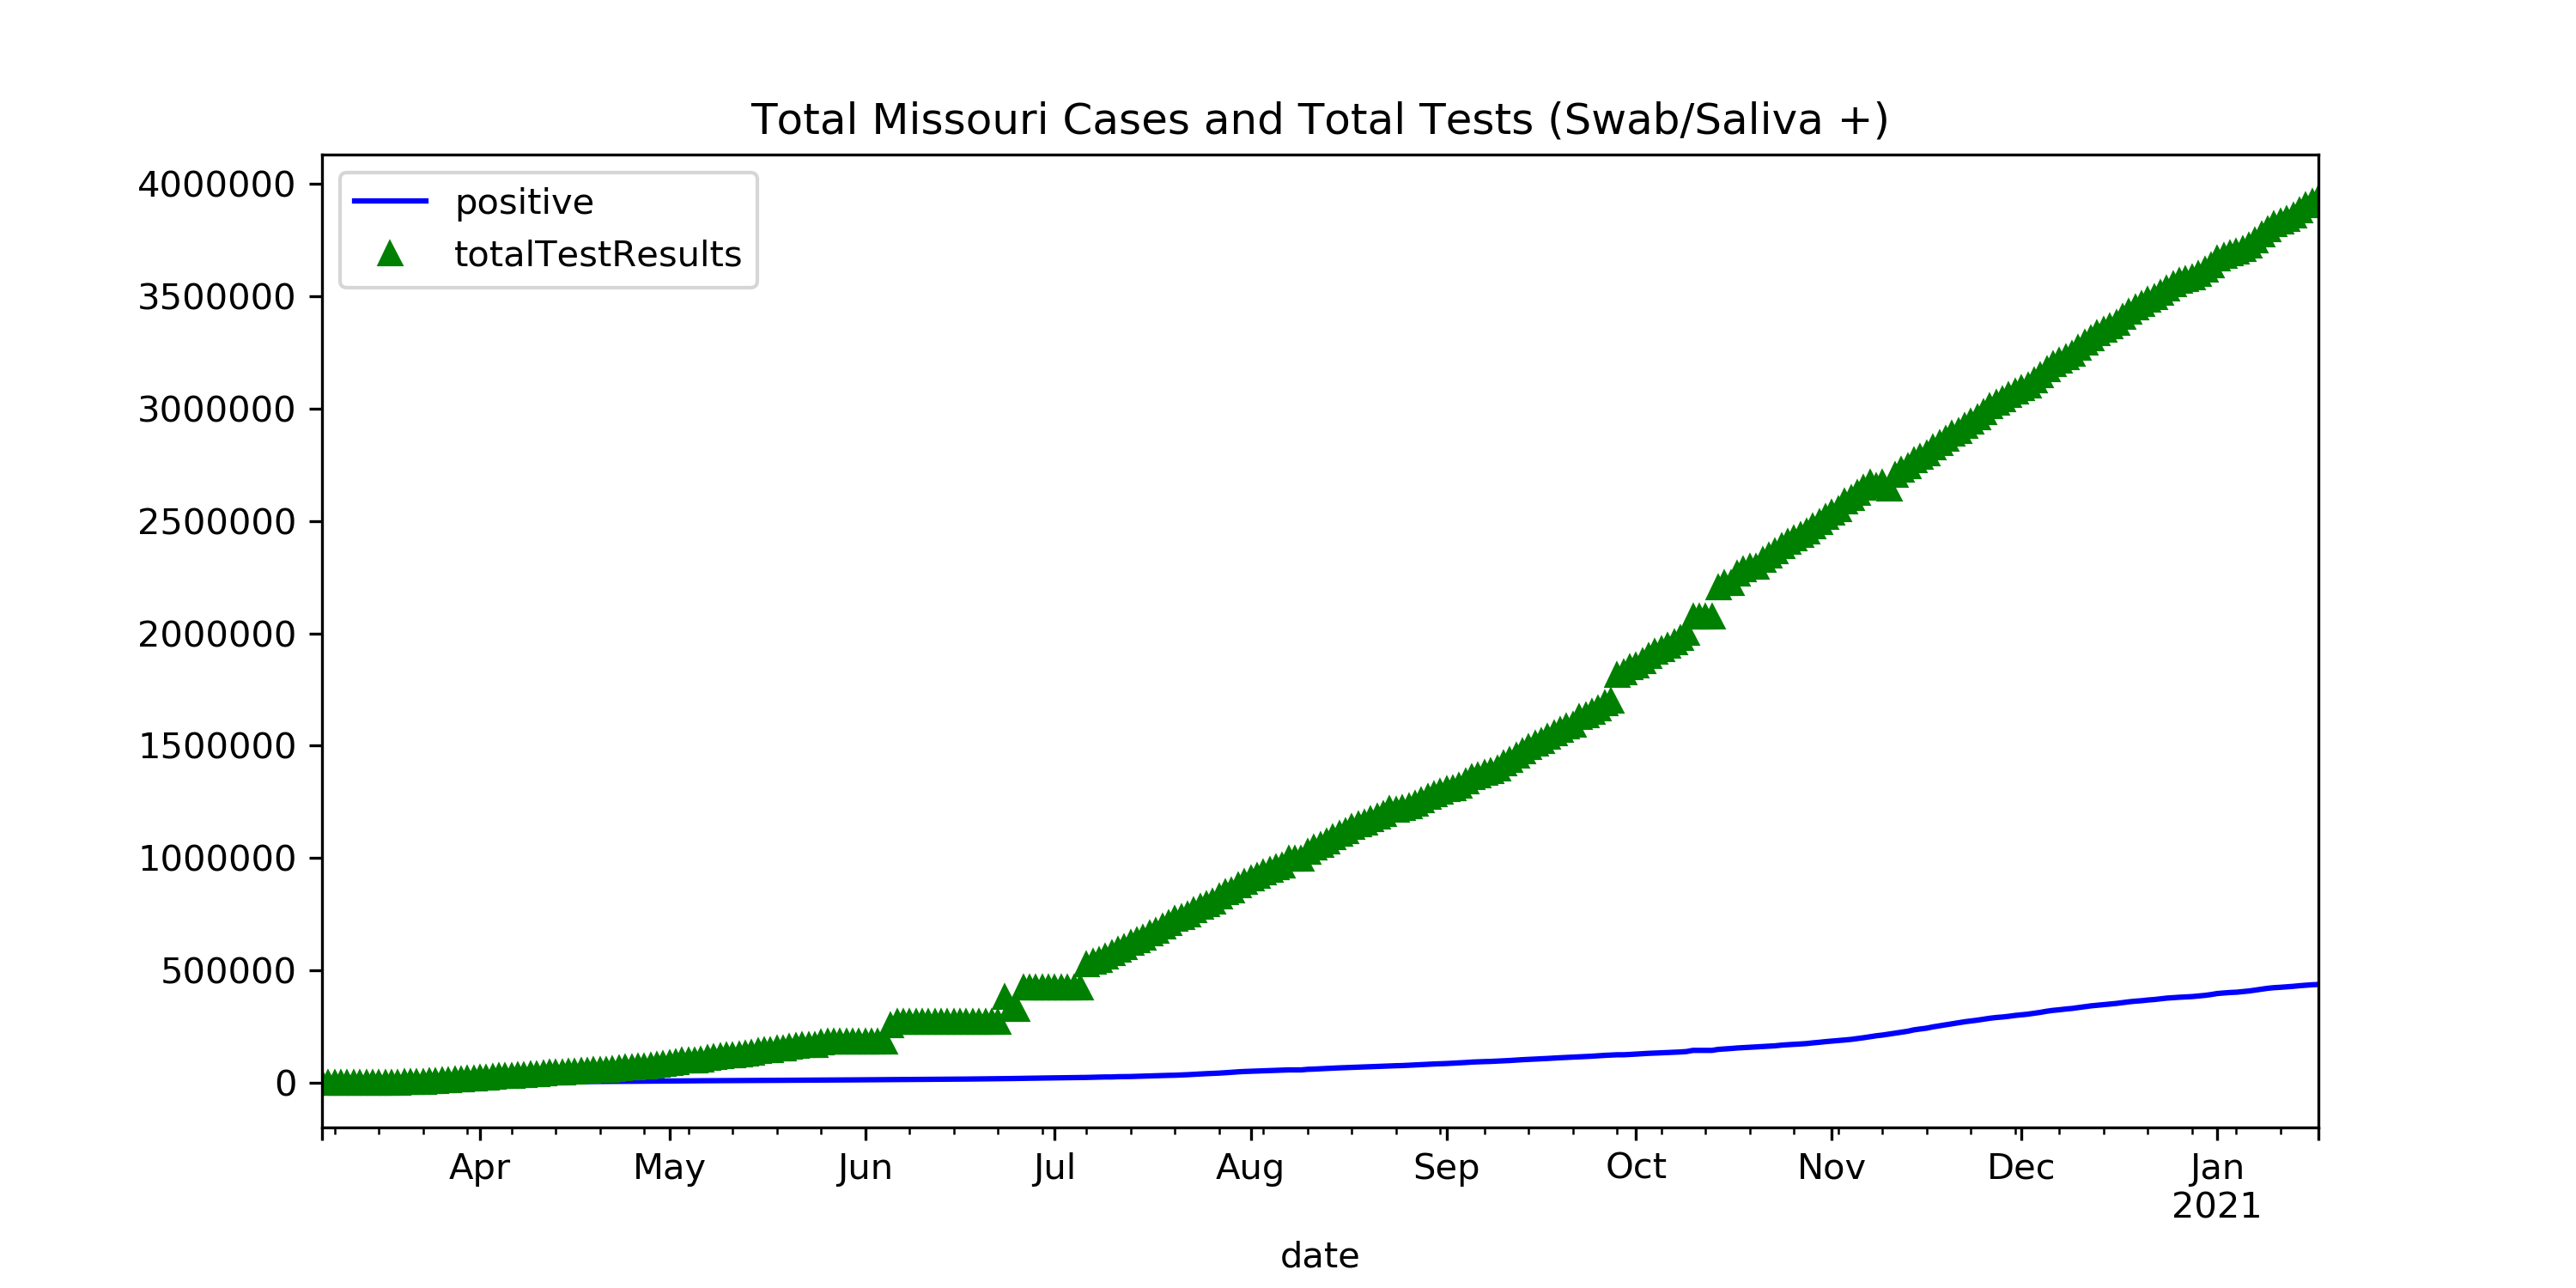 Total Missouri Cases and Total Tests (Swab/Saliva +)
positive
totalTestResults
4000000
3500000
3000000
2500000
2000000
1500000
1000000
500000
0
Apr May Jun Jul Aug Sep Oct Nov Dec Jan
2021
date